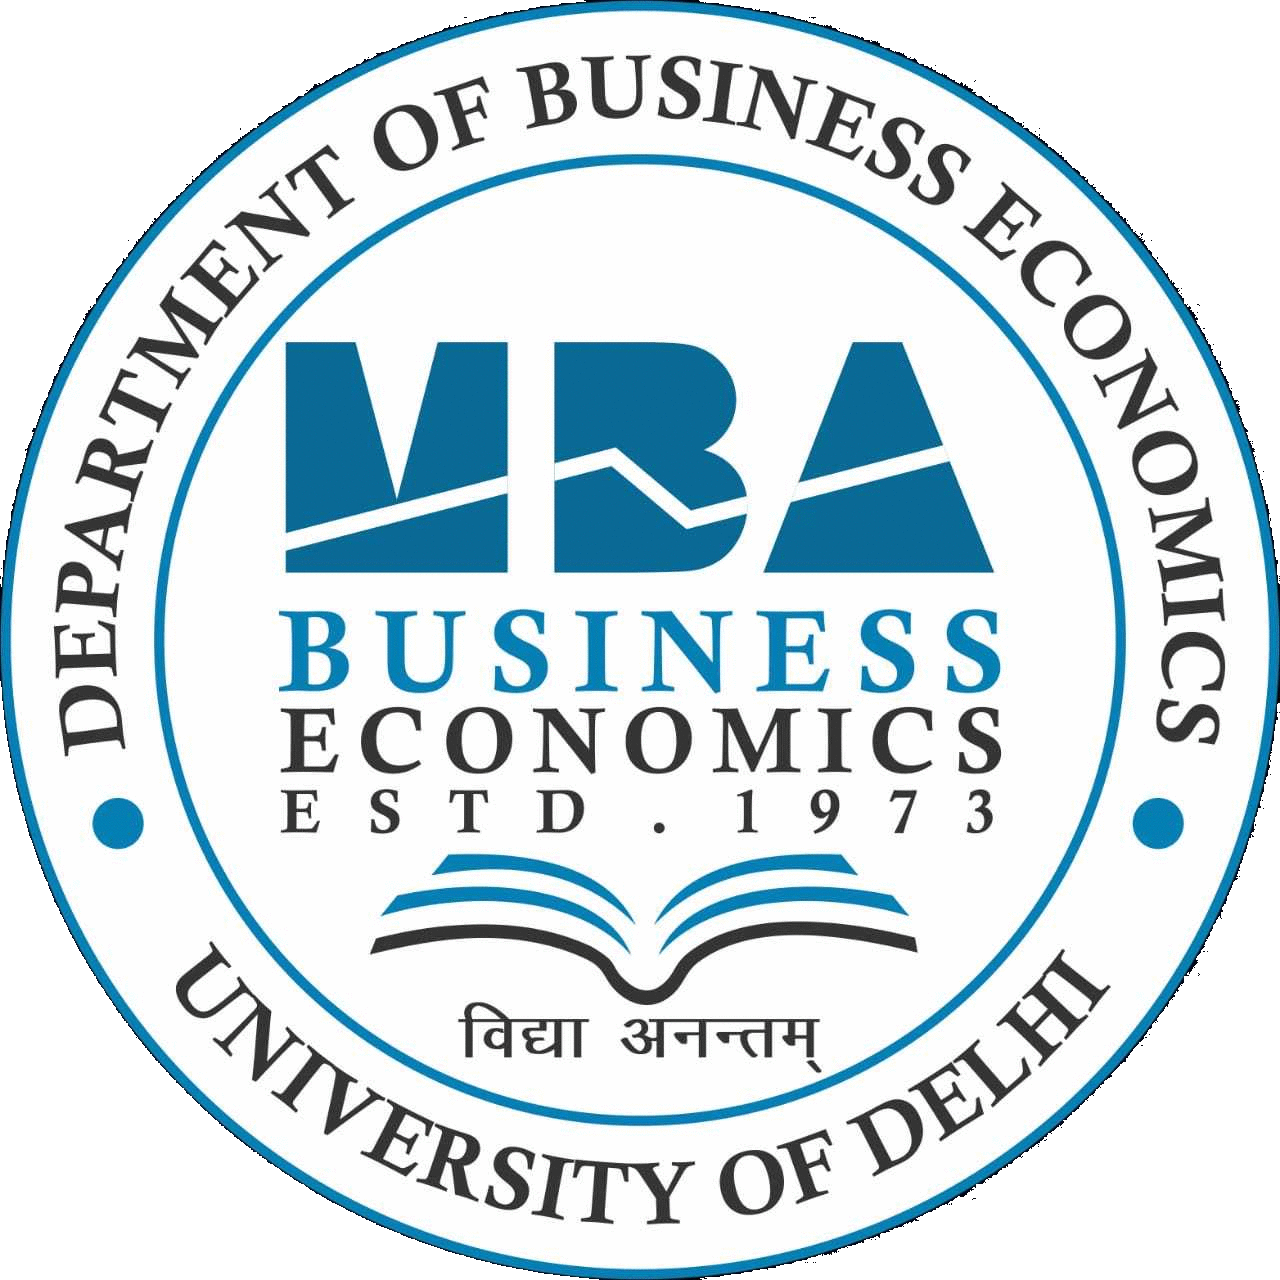 DEPARTMENT OF BUSINESS ECONOMICS
MBA
BUSINESS
ECONOMICS
ESTD. 1973
विद्या अनन्तम्
UNIVERSITY OF DELHI